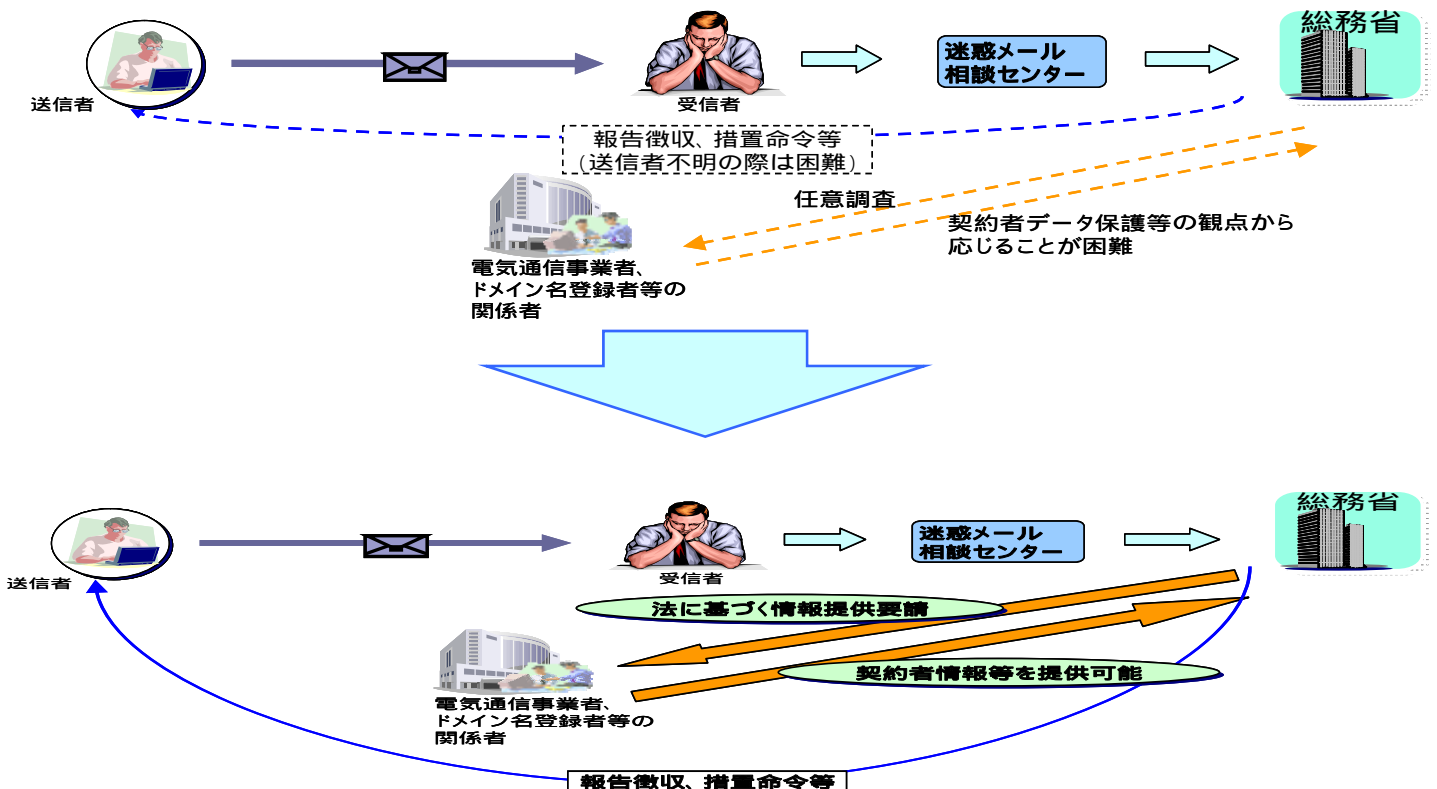 総務省
迷惑メール
相談センター
送信者
受信者
報告徴収、措置命令等
（送信者不明の際は困難）
任意調査
契約者データ保護等の観点から
応じることが困難
電気通信事業者、
ドメイン名登録者等の
関係者
総務省
迷惑メール
相談センター
送信者
受信者
法に基づく情報提供要請
契約者情報等を提供可能
電気通信事業者、
ドメイン名登録者等の
関係者
報告徴収、措置命令等